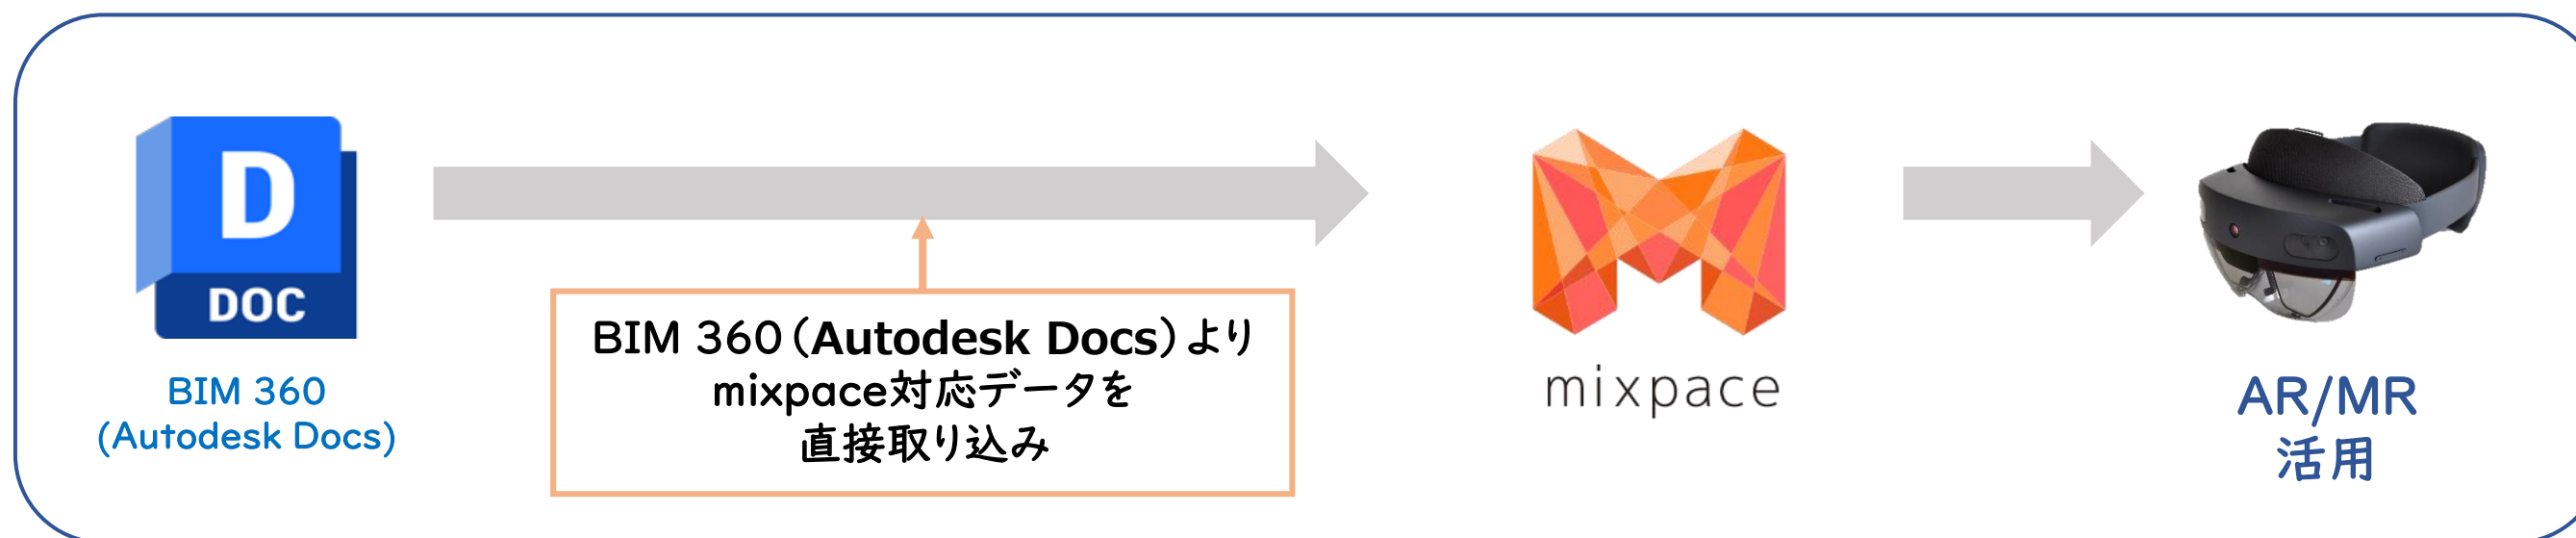 D
DOC
BIM 360
(Autodesk Docs)
BIM 360(Autodesk Docs)より
mixpace対応データを
直接取り込み
mixpace
AR/MR
活用